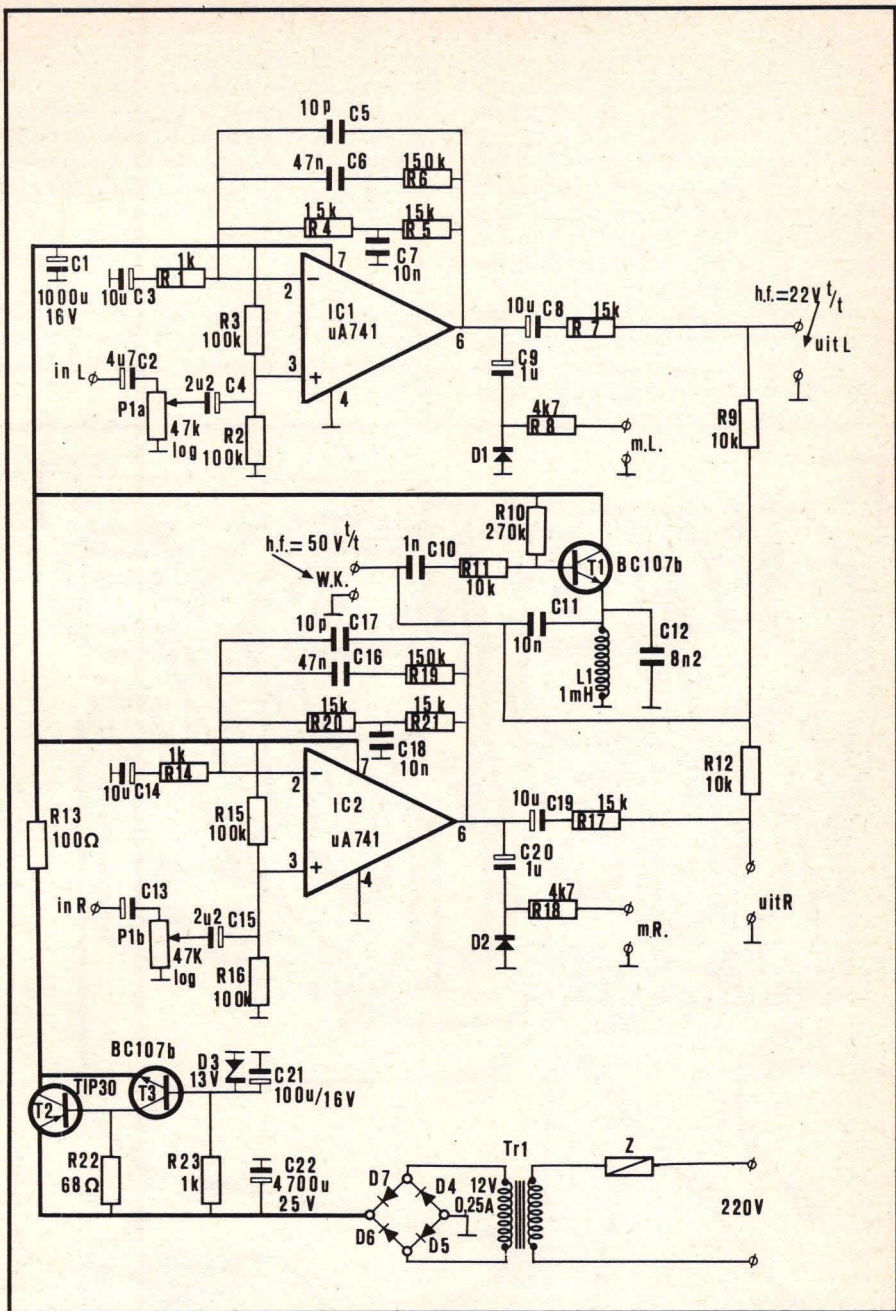 10p C5
47n C6
150k
R6
15k
R4
15k
R5
C7
10n
C1
1000u
16V
10u C3
1k
R1
2
7
IC1
uA741
6
3
4
R3
100k
in L
4u7 C2
2u2 C4
P1a
47k
log
R2
100k
10u C8
15k
R7
h.f.=22V t/t
uit L
C9
1u
4k7
R8
D1
m.L.
R9
10k
R10
270k
h.f.= 50 V t/t
W.K.
1n C10
R11
10k
T1
BC107b
10p C17
C11
10n
C12
8n2
L1
1mH
47n C16
150k
R19
15k
R20
15k
R21
C18
10n
R12
10k
10u C14
1k
R14
2
7
IC2
uA741
6
3
4
R13
100Ω
R15
100k
10u C19
15k
R17
C20
1u
4k7
R18
D2
m.R.
uitR
in R
C13
2u2 C15
P1b
47K
log
R16
100k
BC107b
TIP30
T2
T3
D3
13V
C21
100u/16V
R22
68Ω
R23
1k
C22
4700u
25V
D7
D4
D6
D5
Tr1
12V
0,25A
Z
220V